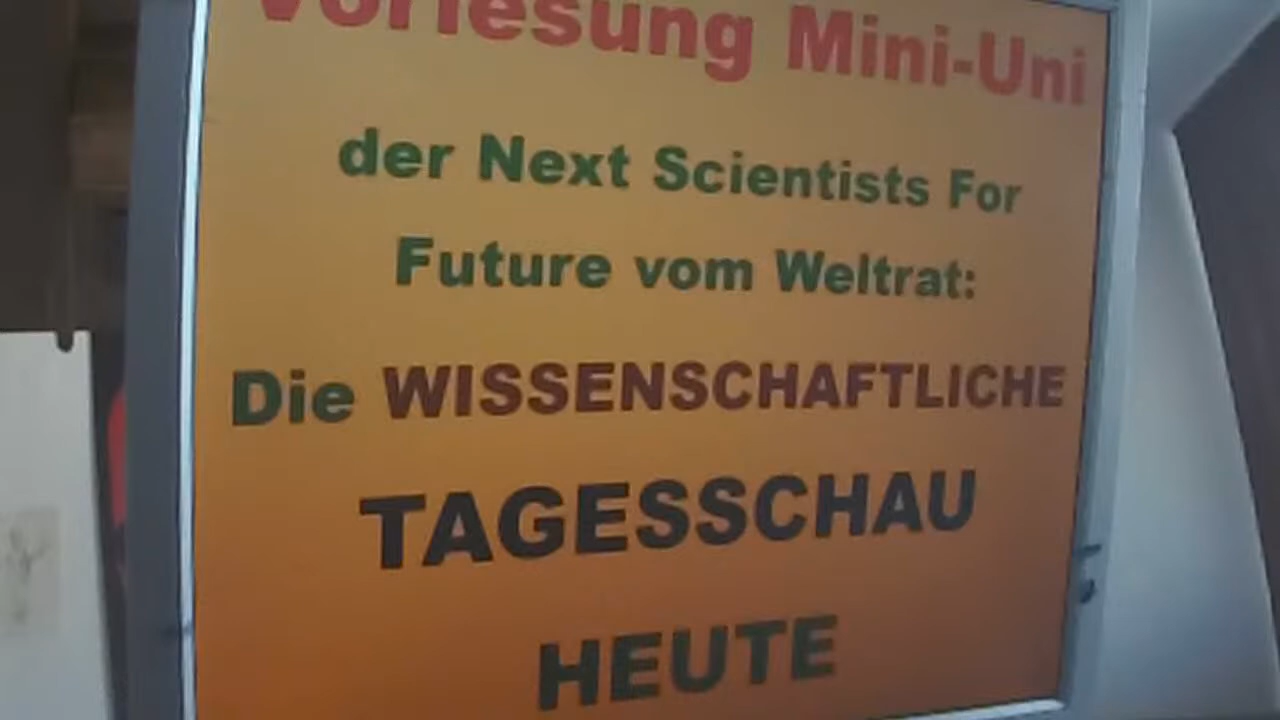 Vorlesung Mini-Uni
der Next Scientists For
Future vom Weltrat:
Die WISSENSCHAFTLICHE
TAGESSCHAU
HEUTE